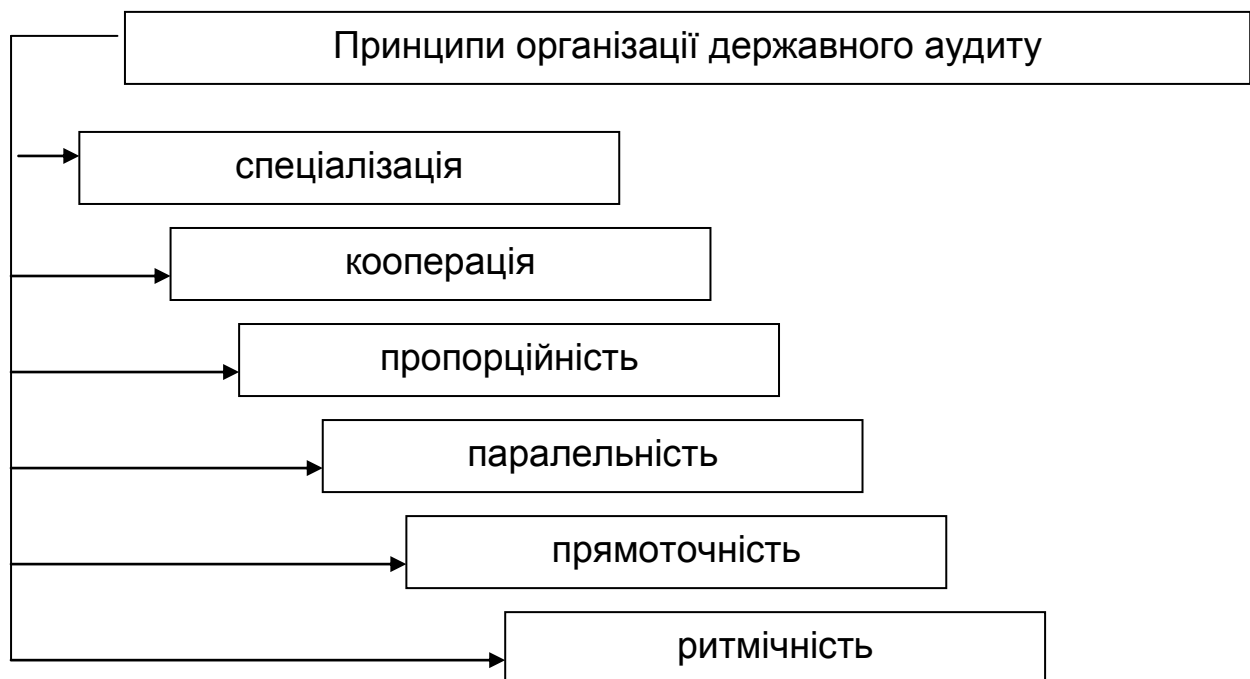 Принципи організації державного аудиту
спеціалізація
кооперація
пропорційність
паралельність
прямоточність
ритмічність